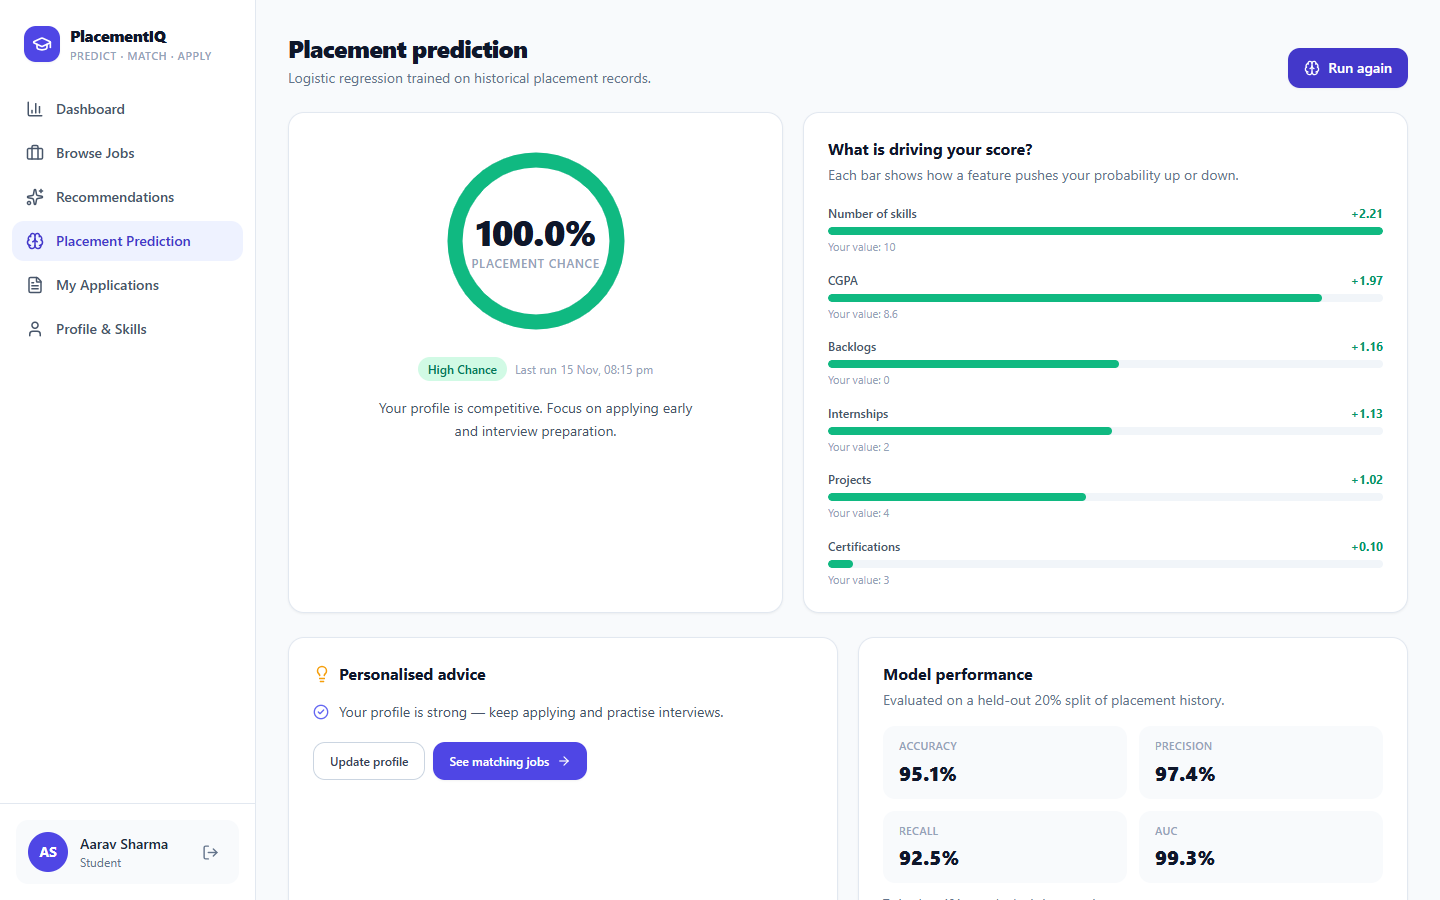 PlacementIQ
PREDICT · MATCH · APPLY
Dashboard
Browse Jobs
Recommendations
Placement Prediction
My Applications
Profile & Skills
AS
Aarav Sharma
Student
Placement prediction
Logistic regression trained on historical placement records.
Run again
100.0%
PLACEMENT CHANCE
High Chance
Last run 15 Nov, 08:15 pm
Your profile is competitive. Focus on applying early
and interview preparation.
What is driving your score?
Each bar shows how a feature pushes your probability up or down.
Number of skills +2.21
Your value: 10
CGPA +1.97
Your value: 8.6
Backlogs +1.16
Your value: 0
Internships +1.13
Your value: 2
Projects +1.02
Your value: 4
Certifications +0.10
Your value: 3
Personalised advice
Your profile is strong — keep applying and practise interviews.
Update profile
See matching jobs
Model performance
Evaluated on a held-out 20% split of placement history.
ACCURACY
95.1%
PRECISION
97.4%
RECALL
92.5%
AUC
99.3%